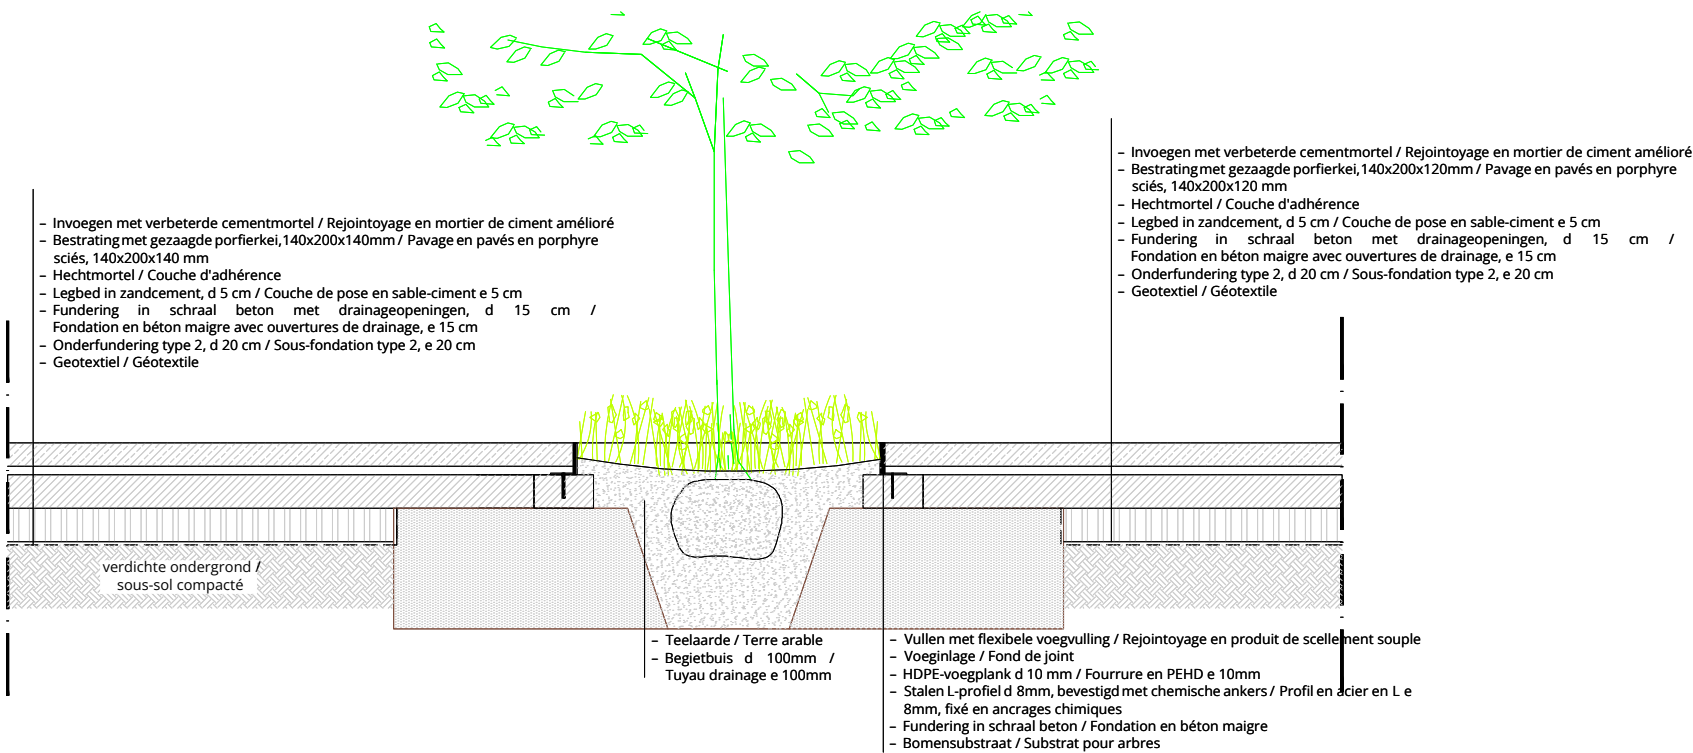 – Invoegen met verbeterde cementmortel / Rejointoyage en mortier de ciment amélioré
– Bestrating met gezaagde porfierkei,140x200x140mm / Pavage en pavés en porphyre
sciés, 140x200x140 mm
– Hechtmortel / Couche d'adhérence
– Legbed in zandcement, d 5 cm / Couche de pose en sable-ciment e 5 cm
– Fundering in schraal beton met drainageopeningen, d 15 cm /
Fondation en béton maigre avec ouvertures de drainage, e 15 cm
– Onderfundering type 2, d 20 cm / Sous-fondation type 2, e 20 cm
– Geotextiel / Géotextile
– Invoegen met verbeterde cementmortel / Rejointoyage en mortier de ciment amélioré
– Bestrating met gezaagde porfierkei,140x200x120mm / Pavage en pavés en porphyre
sciés, 140x200x120 mm
– Hechtmortel / Couche d'adhérence
– Legbed in zandcement, d 5 cm / Couche de pose en sable-ciment e 5 cm
– Fundering in schraal beton met drainageopeningen, d 15 cm /
Fondation en béton maigre avec ouvertures de drainage, e 15 cm
– Onderfundering type 2, d 20 cm / Sous-fondation type 2, e 20 cm
– Geotextiel / Géotextile
verdichte ondergrond /
sous-sol compacté
– Teelaarde / Terre arable
– Begietbuis d 100mm /
Tuyau drainage e 100mm
– Vullen met flexibele voegvulling / Rejointoyage en produit de scellement souple
– Voeginlage / Fond de joint
– HDPE-voegplank d 10 mm / Fourrure en PEHD e 10mm
– Stalen L-profiel d 8mm, bevestigd met chemische ankers / Profil en acier en L e
8mm, fixé en ancrages chimiques
– Fundering in schraal beton / Fondation en béton maigre
– Bomensubstraat / Substrat pour arbres